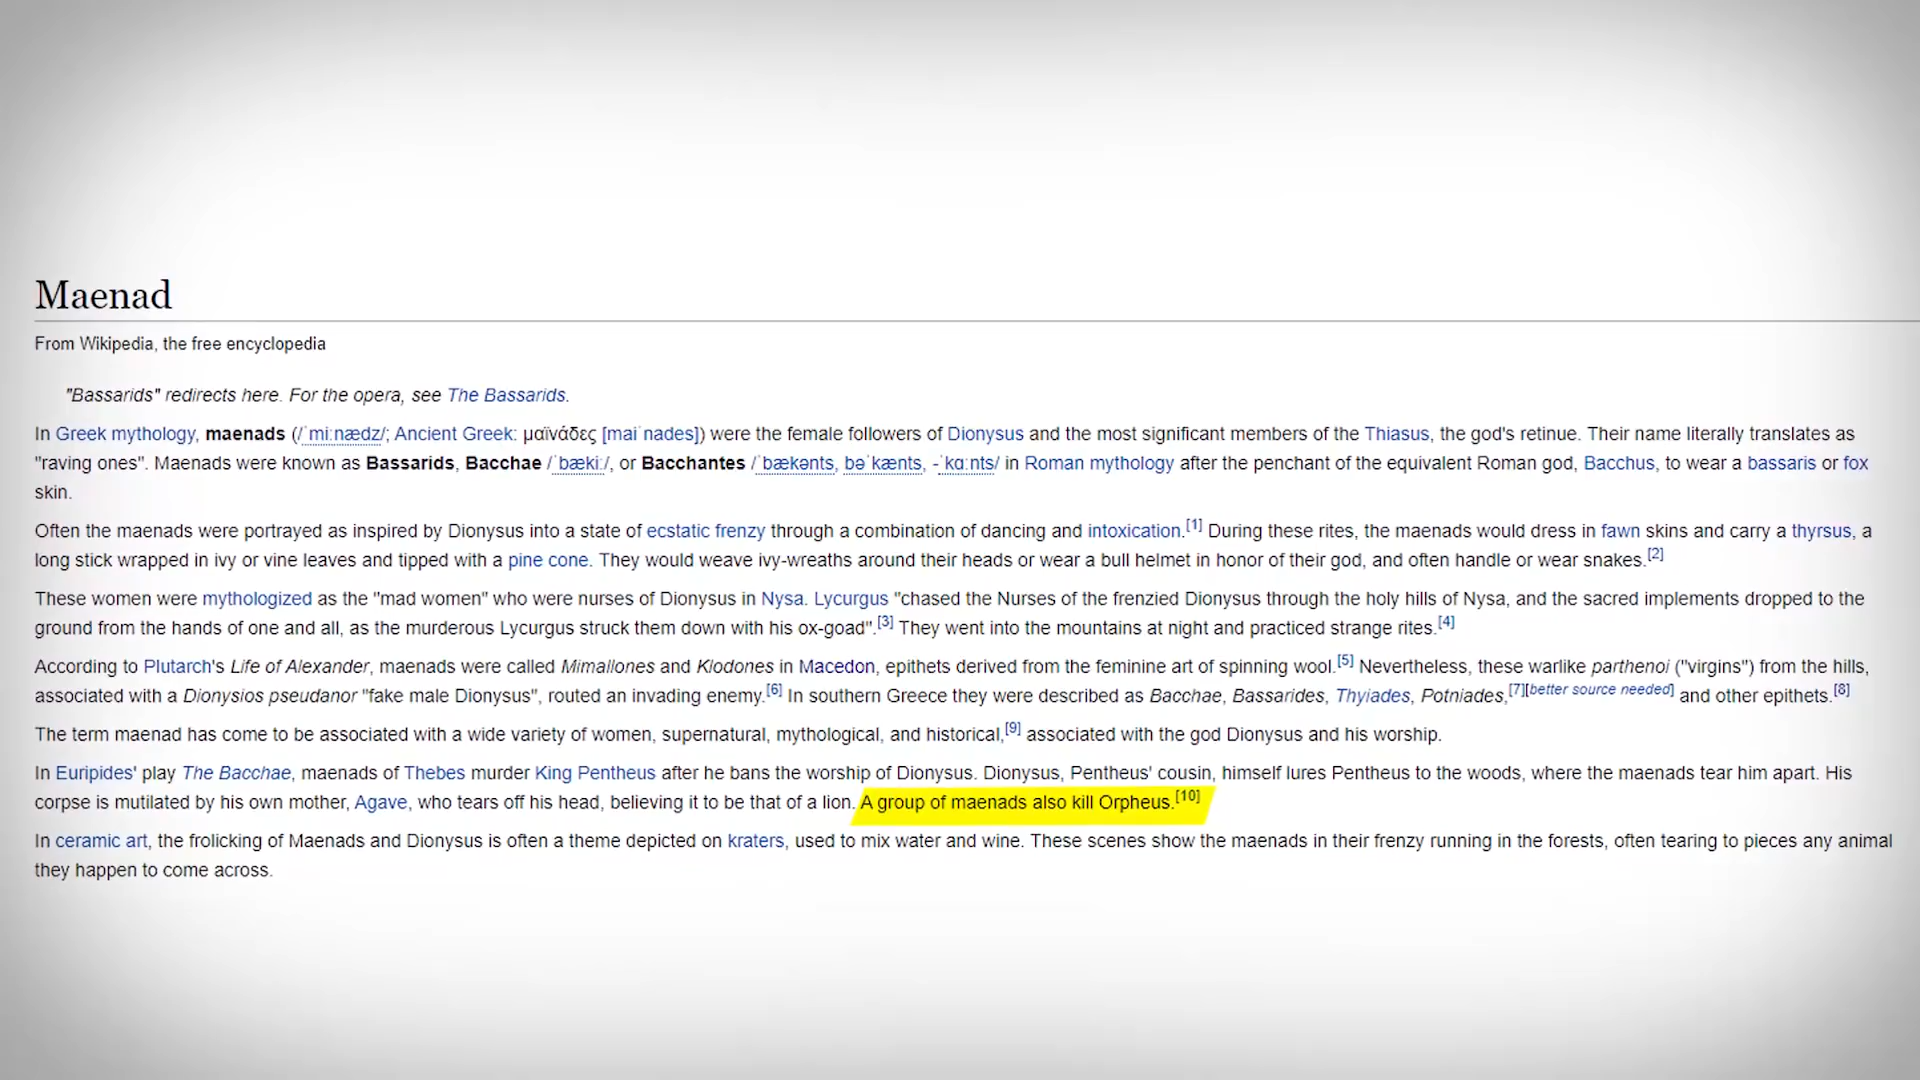 Maenad
From Wikipedia, the free encyclopedia
"Bassarids" redirects here. For the opera, see The Bassarids.
In Greek mythology, maenads (/ˈmiːnædz/; Ancient Greek: μαϊνάδες [maiˈnades]) were the female followers of Dionysus and the most significant members of the Thiasus, the god's retinue. Their name literally translates as
"raving ones". Maenads were known as Bassarids, Bacchae /ˈbækiː/, or Bacchantes /ˈbækənts, bəˈkænts, -ˈkɑːnts/ in Roman mythology after the penchant of the equivalent Roman god, Bacchus, to wear a bassaris or fox
skin.
Often the maenads were portrayed as inspired by Dionysus into a state of ecstatic frenzy through a combination of dancing and intoxication.[1] During these rites, the maenads would dress in fawn skins and carry a thyrsus, a
long stick wrapped in ivy or vine leaves and tipped with a pine cone. They would weave ivy-wreaths around their heads or wear a bull helmet in honor of their god, and often handle or wear snakes.[2]
These women were mythologized as the "mad women" who were nurses of Dionysus in Nysa. Lycurgus "chased the Nurses of the frenzied Dionysus through the holy hills of Nysa, and the sacred implements dropped to the
ground from the hands of one and all, as the murderous Lycurgus struck them down with his ox-goad".[3] They went into the mountains at night and practiced strange rites.[4]
According to Plutarch's Life of Alexander, maenads were called Mimallones and Klodones in Macedon, epithets derived from the feminine art of spinning wool.[5] Nevertheless, these warlike parthenoi ("virgins") from the hills,
associated with a Dionysios pseudanor "fake male Dionysus", routed an invading enemy.[6] In southern Greece they were described as Bacchae, Bassarides, Thyiades, Potniades,[7][better source needed] and other epithets.[8]
The term maenad has come to be associated with a wide variety of women, supernatural, mythological, and historical,[9] associated with the god Dionysus and his worship.
In Euripides' play The Bacchae, maenads of Thebes murder King Pentheus after he bans the worship of Dionysus. Dionysus, Pentheus' cousin, himself lures Pentheus to the woods, where the maenads tear him apart. His
corpse is mutilated by his own mother, Agave, who tears off his head, believing it to be that of a lion. A group of maenads also kill Orpheus.[10]
In ceramic art, the frolicking of Maenads and Dionysus is often a theme depicted on kraters, used to mix water and wine. These scenes show the maenads in their frenzy running in the forests, often tearing to pieces any animal
they happen to come across.